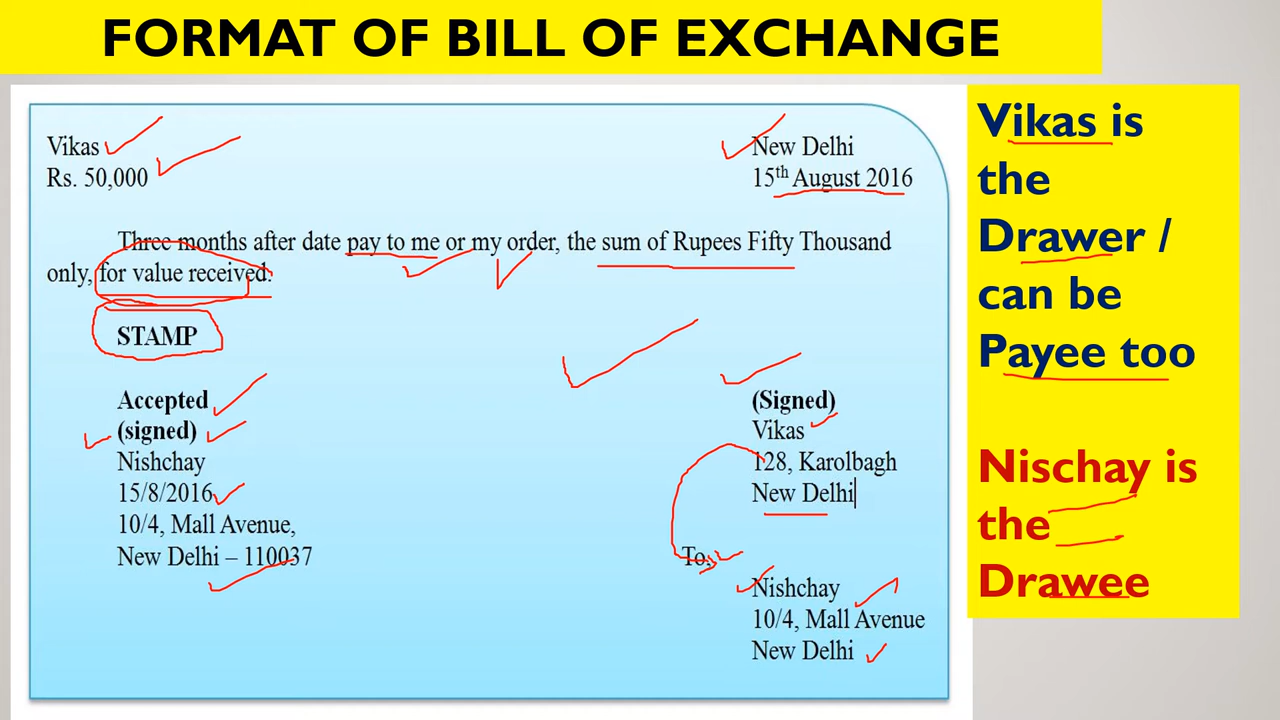 FORMAT OF BILL OF EXCHANGE
Vikas
Rs. 50,000
New Delhi
15th August 2016
Three months after date pay to me or my order, the sum of Rupees Fifty Thousand
only, for value received.
STAMP
Accepted
(signed)
Nishchay
15/8/2016
10/4, Mall Avenue,
New Delhi – 110037
(Signed)
Vikas
128, Karolbagh
New Delhi
To,
Nishchay
10/4, Mall Avenue
New Delhi
Vikas is
the
Drawer /
can be
Payee too
Nischay is
the
Drawee